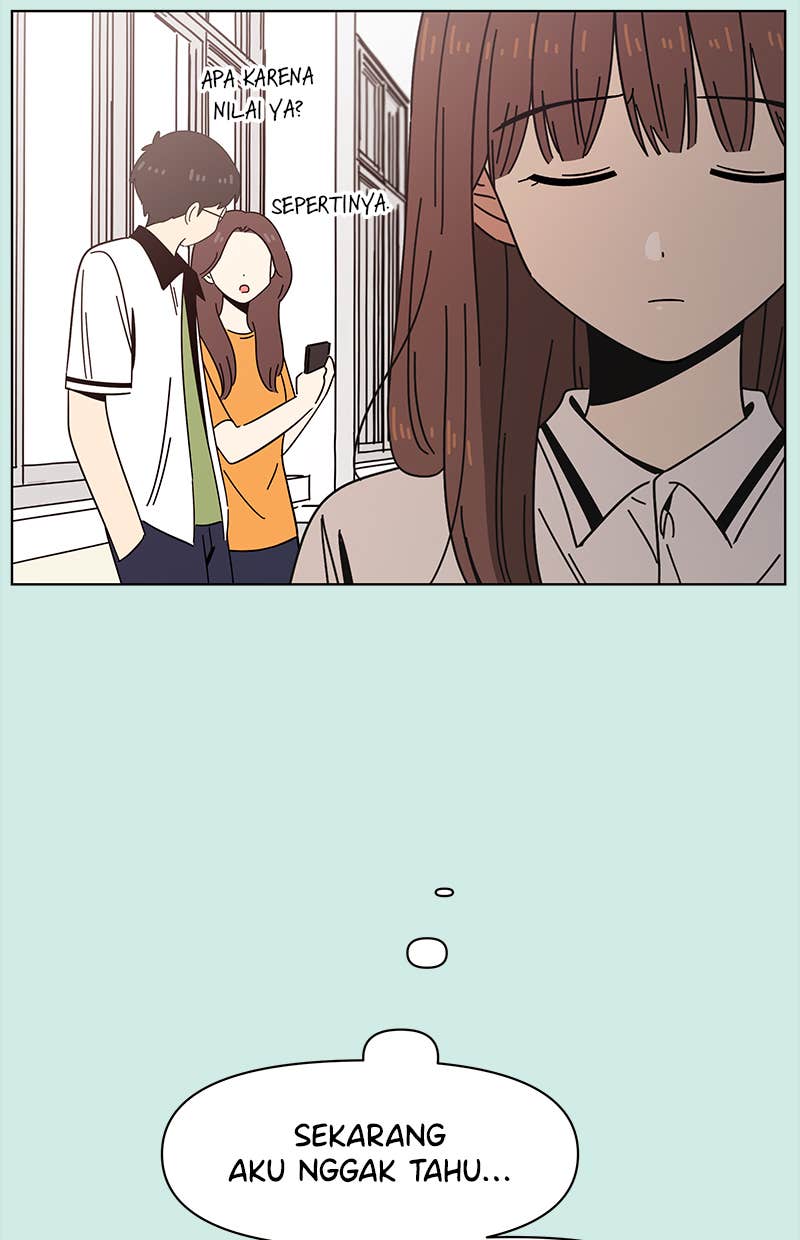 APA KARENA
NILAI YA?
SEPERTINYA.
SEKARANG
AKU NGGAK TAHU...